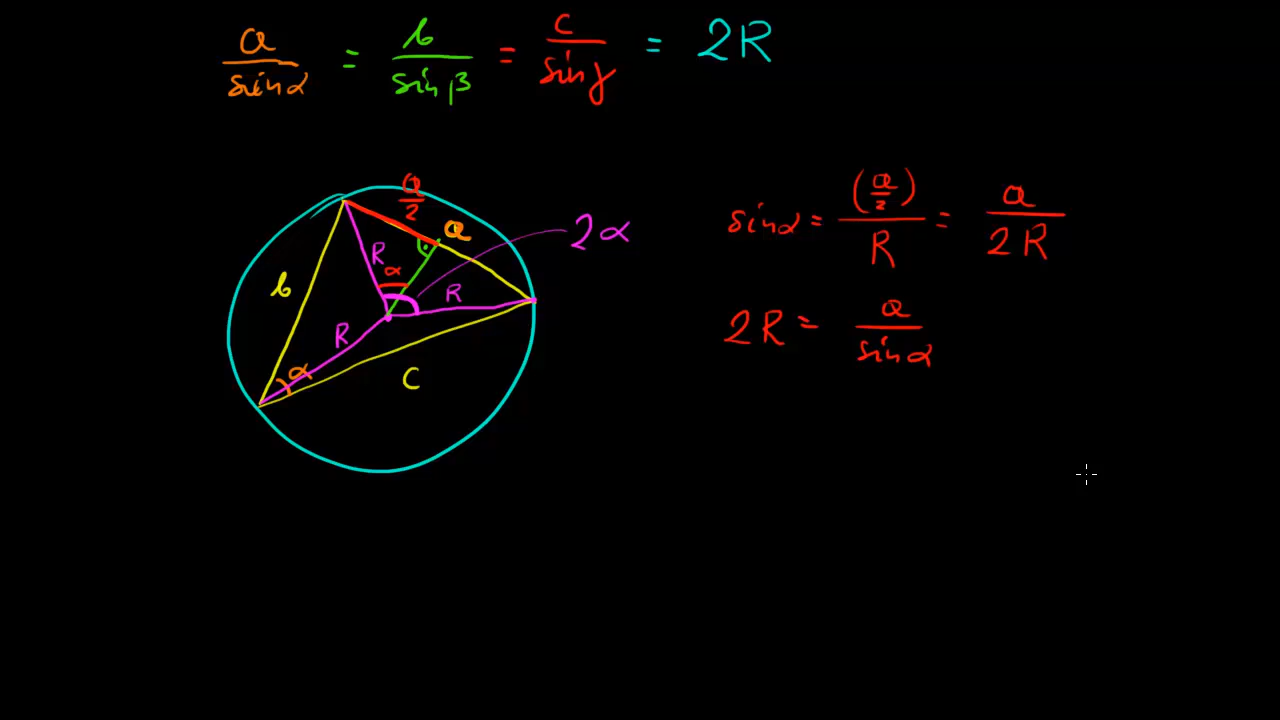 a/sinα = b/sinβ = c/sinγ = 2R
a/2
a
2α
R
α
R
b
R
α
c
sinα = (a/2)/R = a/2R
2R = a/sinα